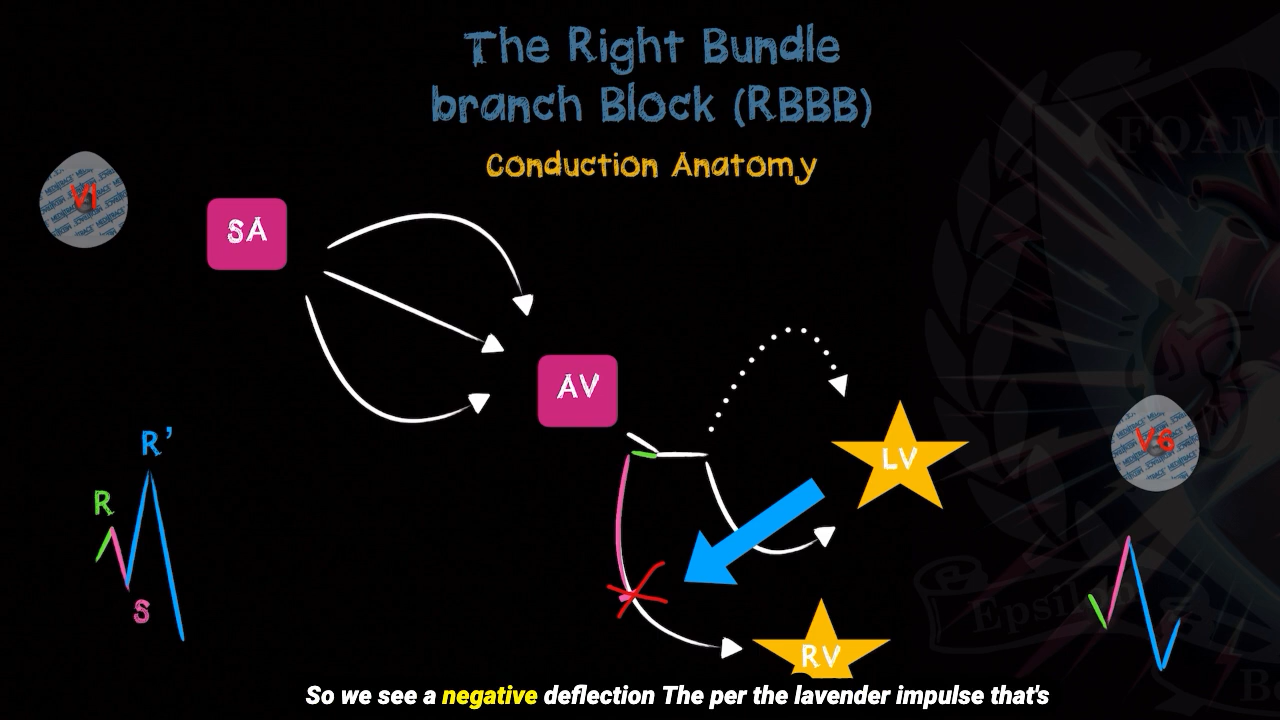 The Right Bundle
branch Block (RBBB)
Conduction Anatomy
FOAM
V1
SA
AV
R'
R
S
LV
V6
RV
So we see a negative deflection The per the lavender impulse that's